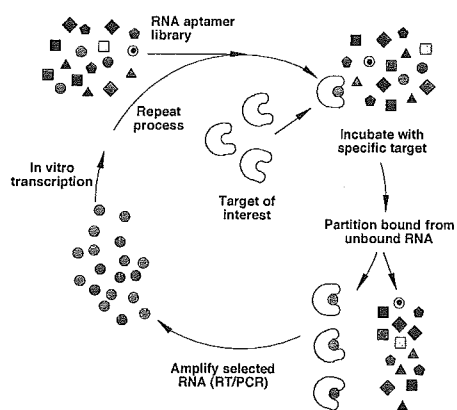 RNA aptamer
library
Repeat
process
In vitro
transcription
Target of
interest
Incubate with
specific target
Partition bound from
unbound RNA
Amplify selected
RNA (RT/PCR)